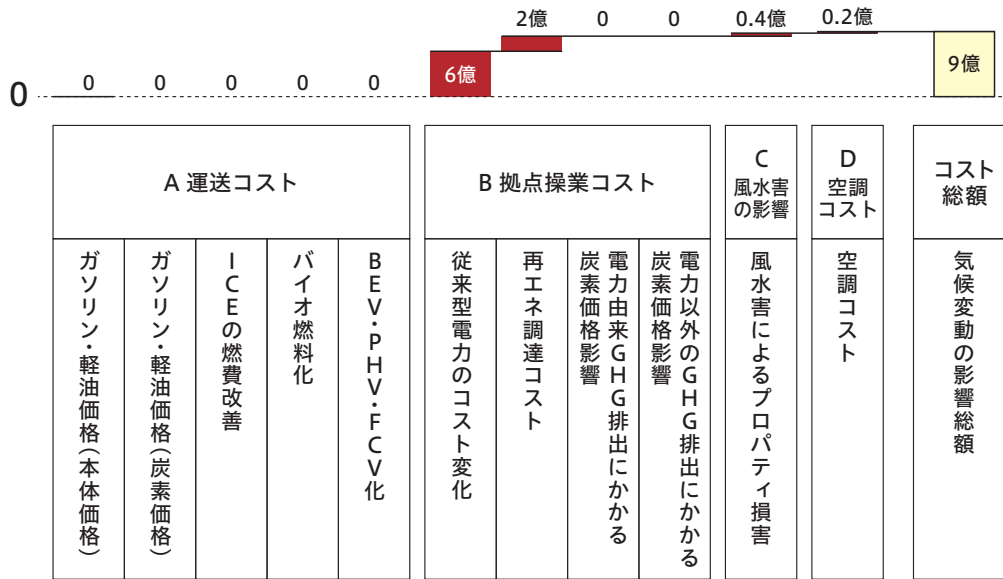 2億
0
0
0.4億
0.2億
0
0
0
0
0
6億
9億
0
A 運送コスト
B 拠点操業コスト
C
風水害
の影響
D
空調
コスト
コスト
総額
ガソリン・軽油価格(本体価格)
ガソリン・軽油価格(炭素価格)
ICEの燃費改善
バイオ燃料化
BEV・PHV・FCV化
従来型電力のコスト変化
再エネ調達コスト
電力由来GHG排出にかかる
炭素価格影響
電力以外のGHG排出にかかる
炭素価格影響
風水害によるプロパティ損害
空調コスト
気候変動の影響総額